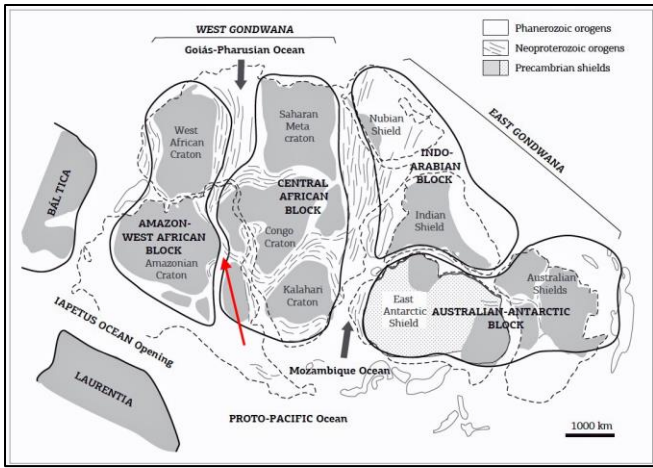 WEST GONDWANA
Goiás-Pharusian Ocean
Phanerozoic orogens
Neoproterozoic orogens
Precambrian shields
EAST GONDWANA
West
African
Craton
Saharan
Meta
craton
Nubian
Shield
INDO-
ARABIAN
BLOCK
BÁL TICA
CENTRAL
AFRICAN
BLOCK
Indian
Shield
AMAZON-
WEST AFRICAN
BLOCK
Amazonian
Craton
Congo
Craton
Kalahari
Craton
East
Antarctic
Shield
Australian
Shields
AUSTRALIAN-ANTARCTIC
BLOCK
IAPETUS OCEAN Opening
LAURENTIA
Mozambique Ocean
PROTO-PACIFIC Ocean
1000 km